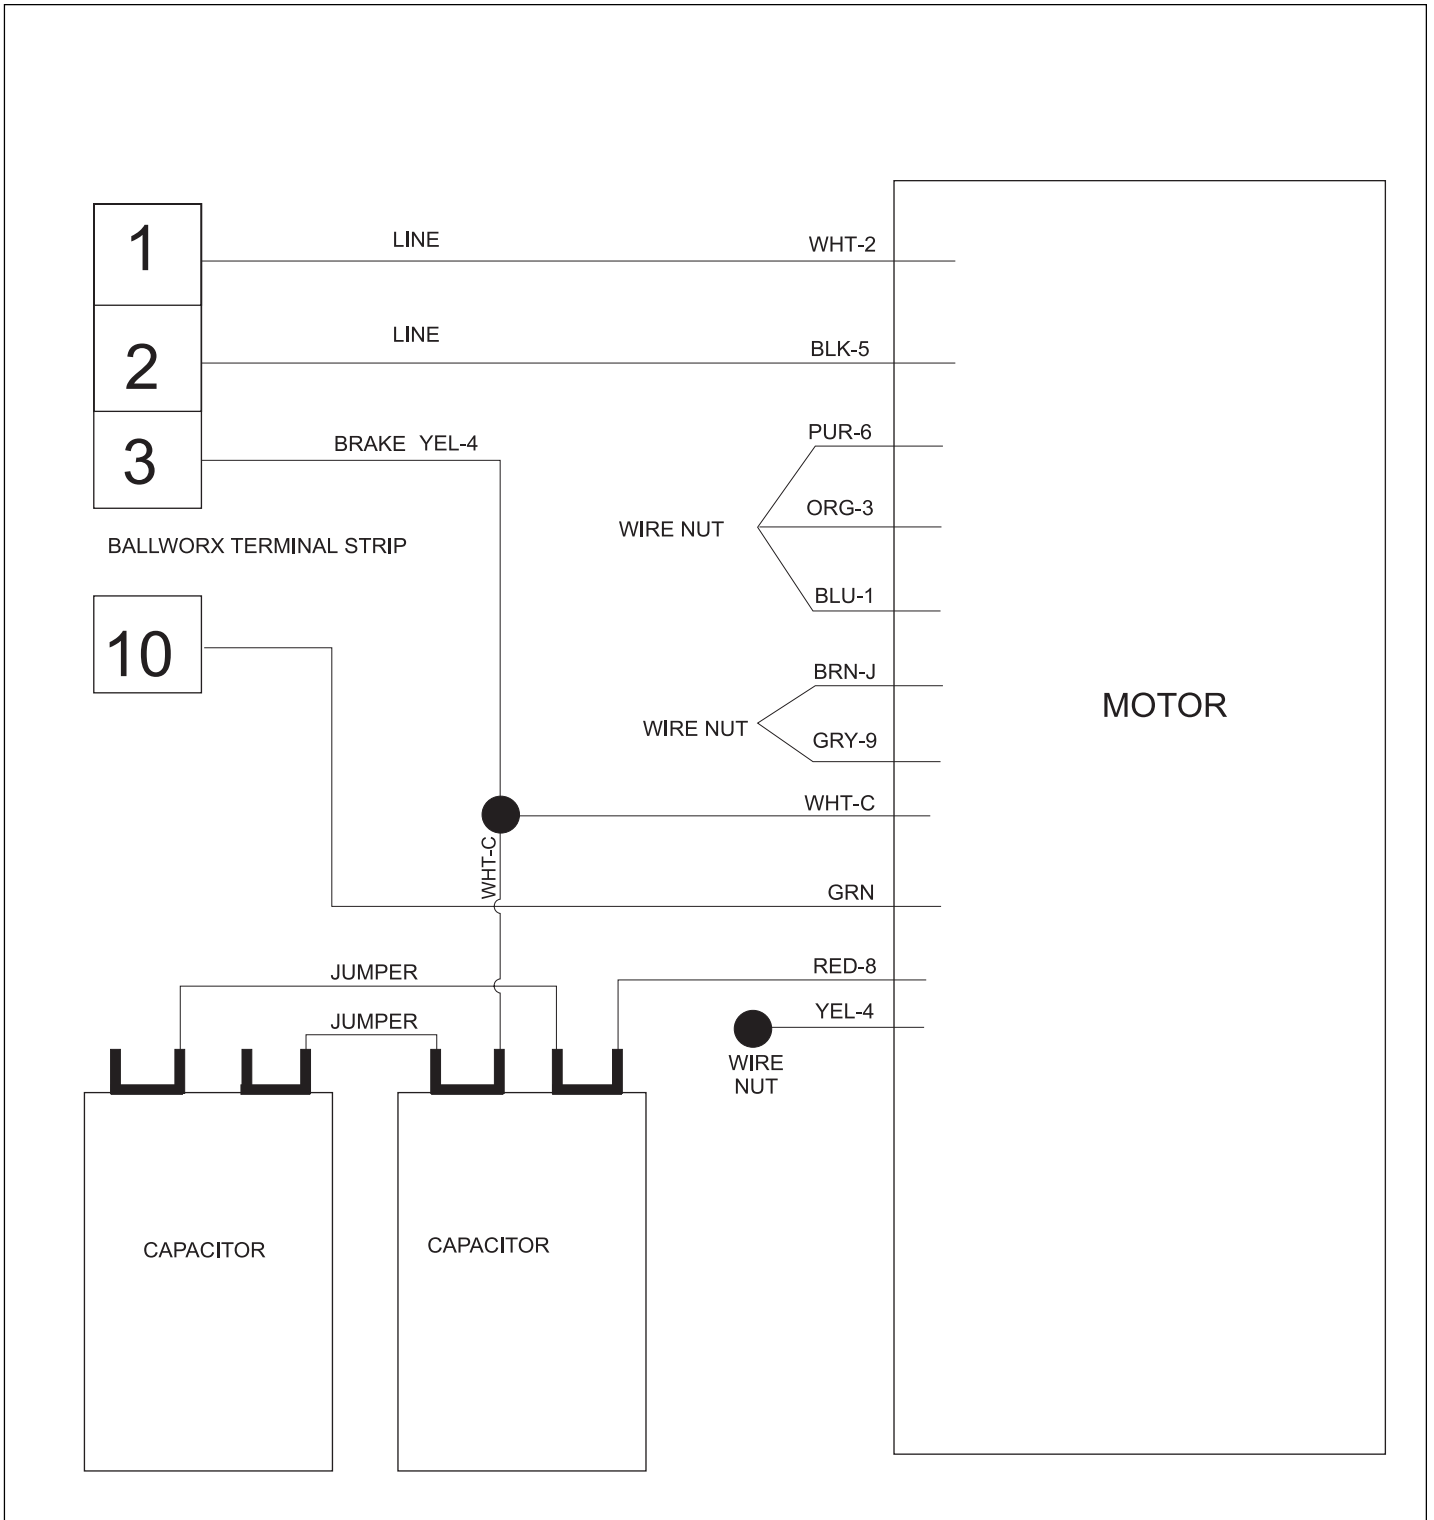 1
LINE
WHT-2
2
LINE
BLK-5
3
BRAKE YEL-4
PUR-6
ORG-3
WIRE NUT
BALLWORX TERMINAL STRIP
BLU-1
10
BRN-J
WIRE NUT
GRY-9
MOTOR
WHT-C
WHT-C
GRN
JUMPER
RED-8
JUMPER
YEL-4
WIRE
NUT
CAPACITOR
CAPACITOR